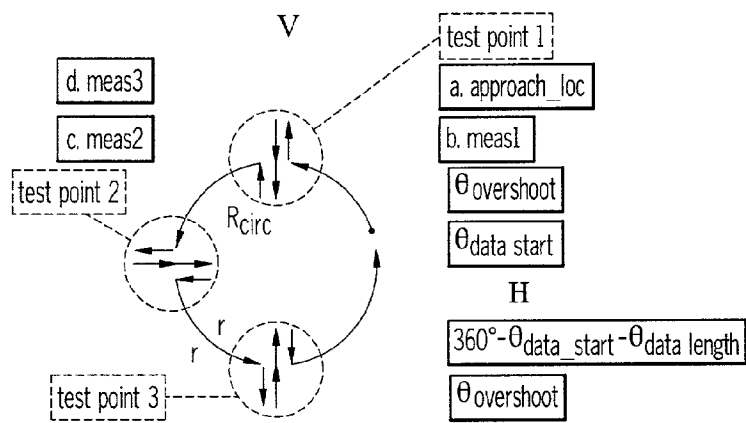 V
test point 1
d. meas3
a. approach_loc
c. meas2
b. meas1
test point 2
θovershoot
Rcirc
θdata start
H
r
r
360°-θdata_start-θdata length
θovershoot
test point 3